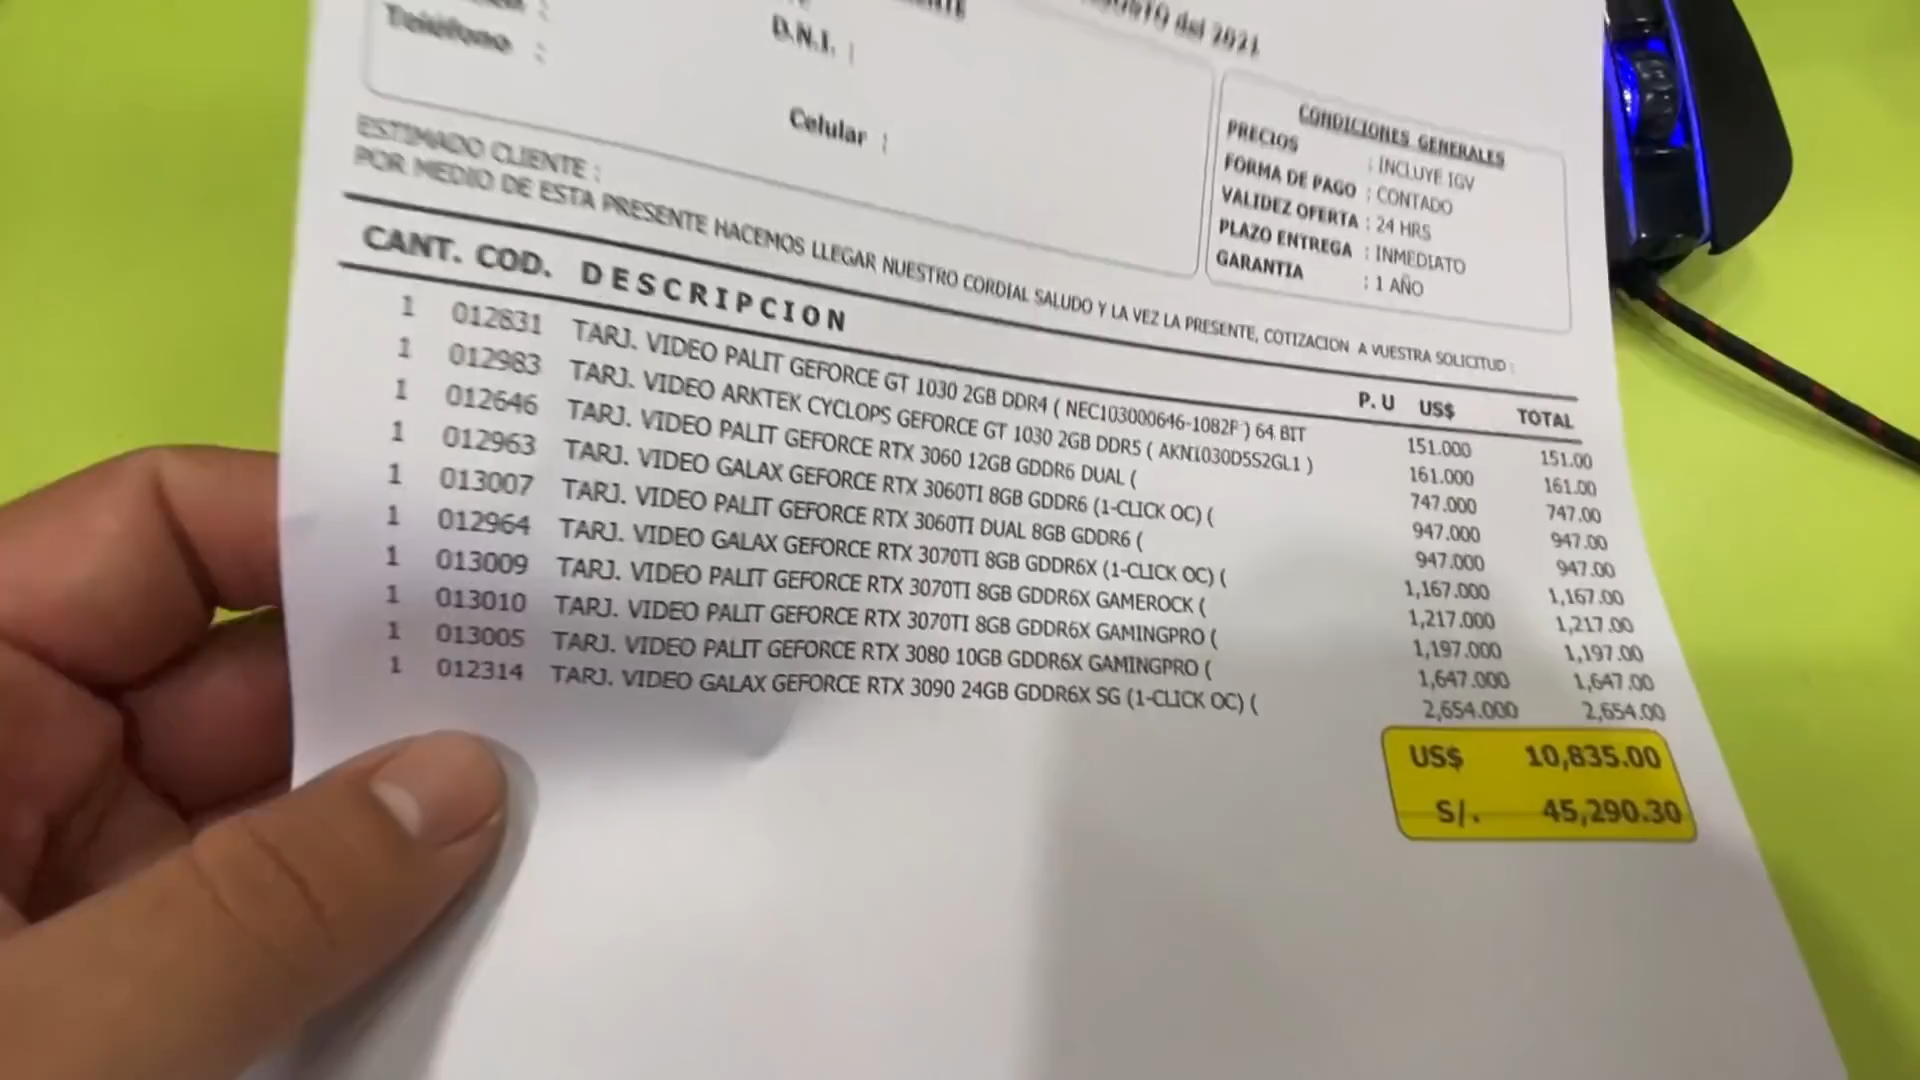 del 2021
Teléfono :
D.N.I. :
Celular :
CONDICIONES GENERALES
PRECIOS : INCLUYE IGV
FORMA DE PAGO : CONTADO
VALIDEZ OFERTA : 24 HRS
PLAZO ENTREGA : INMEDIATO
GARANTIA : 1 AÑO
ESTIMADO CLIENTE :
POR MEDIO DE ESTA PRESENTE HACEMOS LLEGAR NUESTRO CORDIAL SALUDO Y LA VEZ LA PRESENTE, COTIZACION A VUESTRA SOLICITUD :
CANT. COD. DESCRIPCION P. U US$ TOTAL
1 012831 TARJ. VIDEO PALIT GEFORCE GT 1030 2GB DDR4 ( NEC103000646-1082F ) 64 BIT 151.000 151.00
1 012983 TARJ. VIDEO ARKTEK CYCLOPS GEFORCE GT 1030 2GB DDR5 ( AKN1030D5S2GL1 ) 161.000 161.00
1 012646 TARJ. VIDEO PALIT GEFORCE RTX 3060 12GB GDDR6 DUAL ( 747.000 747.00
1 012963 TARJ. VIDEO GALAX GEFORCE RTX 3060TI 8GB GDDR6 (1-CLICK OC) ( 947.000 947.00
1 013007 TARJ. VIDEO PALIT GEFORCE RTX 3060TI DUAL 8GB GDDR6 ( 947.000 947.00
1 012964 TARJ. VIDEO GALAX GEFORCE RTX 3070TI 8GB GDDR6X (1-CLICK OC) ( 1,167.000 1,167.00
1 013009 TARJ. VIDEO PALIT GEFORCE RTX 3070TI 8GB GDDR6X GAMEROCK ( 1,217.000 1,217.00
1 013010 TARJ. VIDEO PALIT GEFORCE RTX 3070TI 8GB GDDR6X GAMINGPRO ( 1,197.000 1,197.00
1 013005 TARJ. VIDEO PALIT GEFORCE RTX 3080 10GB GDDR6X GAMINGPRO ( 1,647.000 1,647.00
1 012314 TARJ. VIDEO GALAX GEFORCE RTX 3090 24GB GDDR6X SG (1-CLICK OC) ( 2,654.000 2,654.00
US$ 10,835.00
S/. 45,290.30